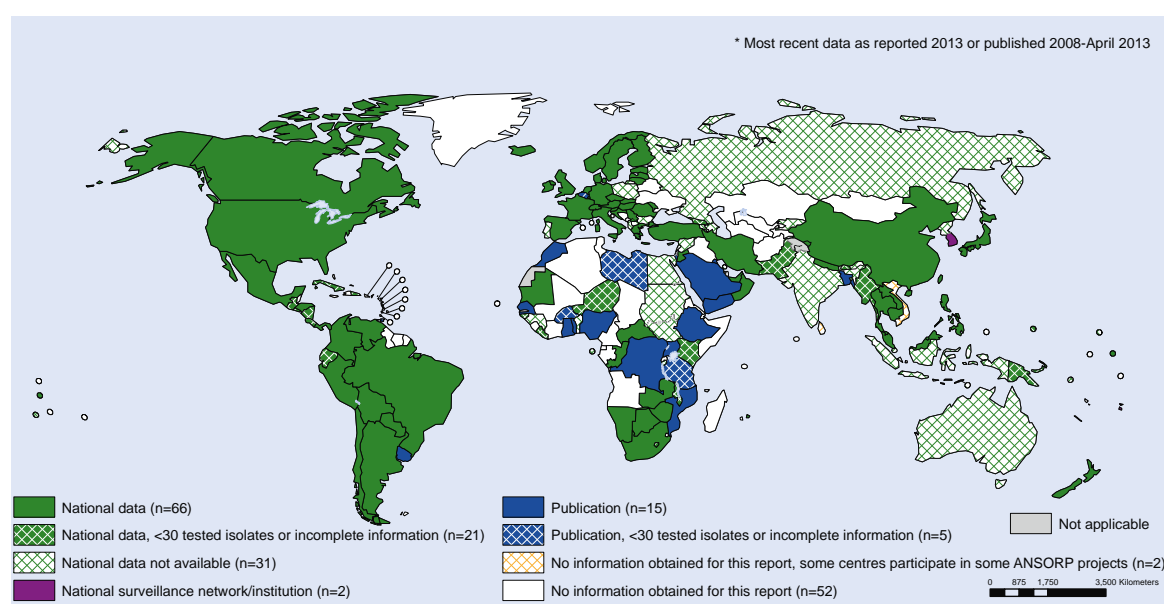 * Most recent data as reported 2013 or published 2008-April 2013
National data (n=66)
National data, <30 tested isolates or incomplete information (n=21)
National data not available (n=31)
National surveillance network/institution (n=2)
Publication (n=15)
Publication, <30 tested isolates or incomplete information (n=5)
No information obtained for this report, some centres participate in some ANSORP projects (n=2)
No information obtained for this report (n=52)
Not applicable
0 875 1,750 3,500 Kilometers